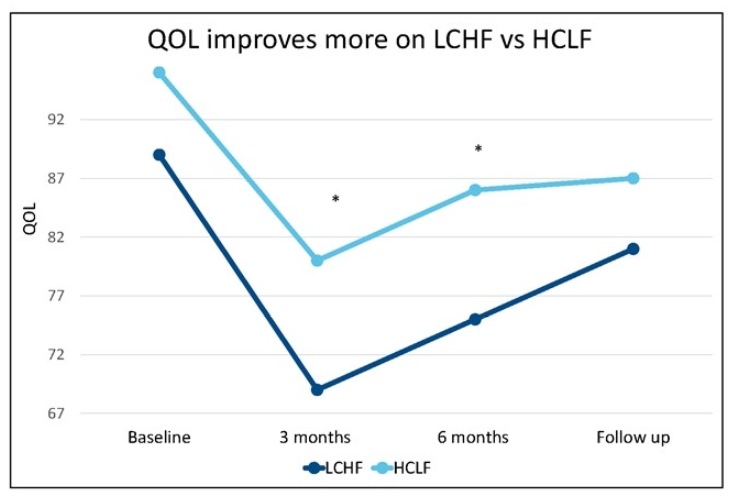 QOL improves more on LCHF vs HCLF
92
87
82
77
72
67
QOL
*
*
Baseline 3 months 6 months Follow up
LCHF HCLF